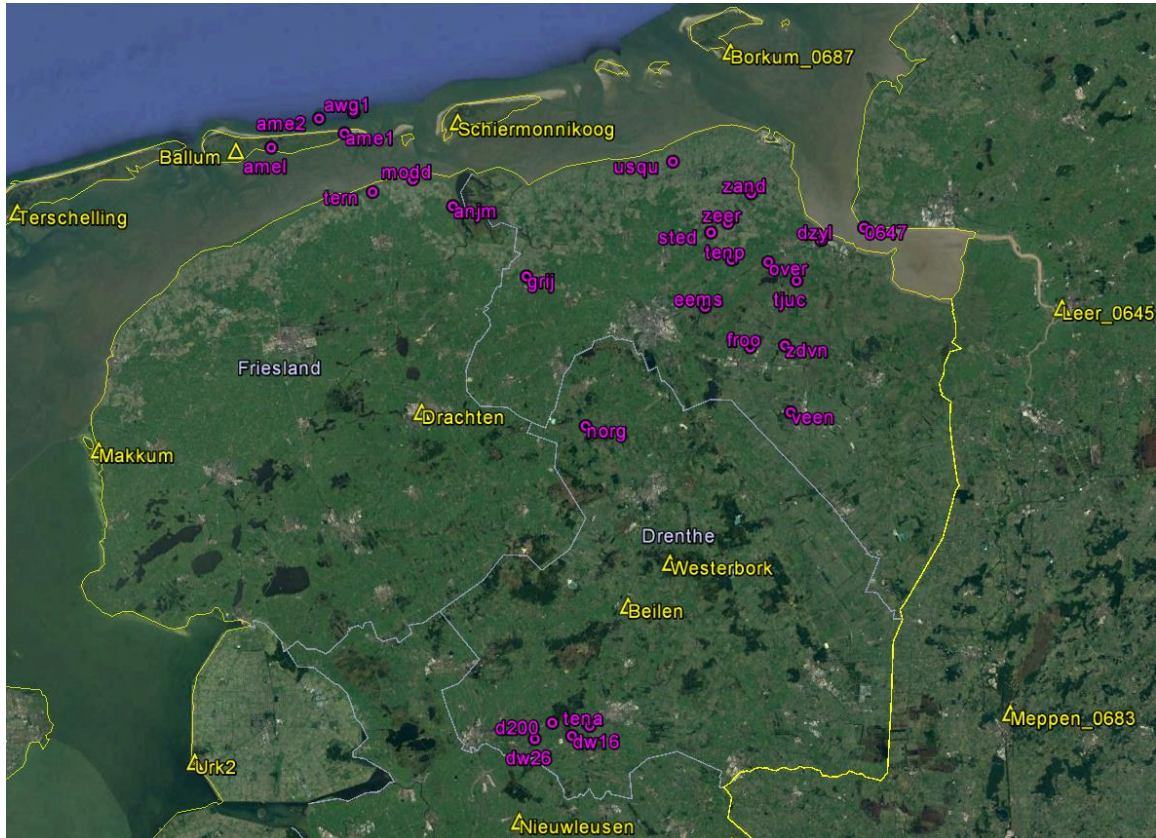 Borkum_0687
awg1
ame2
Schiermonnikoog
ame1
Ballum
amel
usqu
modd
zand
tern
anjm
Terschelling
zeer
0647
sted
dzyl
tenp
over
grij
tjuc
eems
Leer_0645
froo
zdvn
Friesland
Drachten
veen
norg
Makkum
Drenthe
Westerbork
Beilen
Meppen_0683
tena
d200
dw16
dw26
Urk2
Nieuwleusen